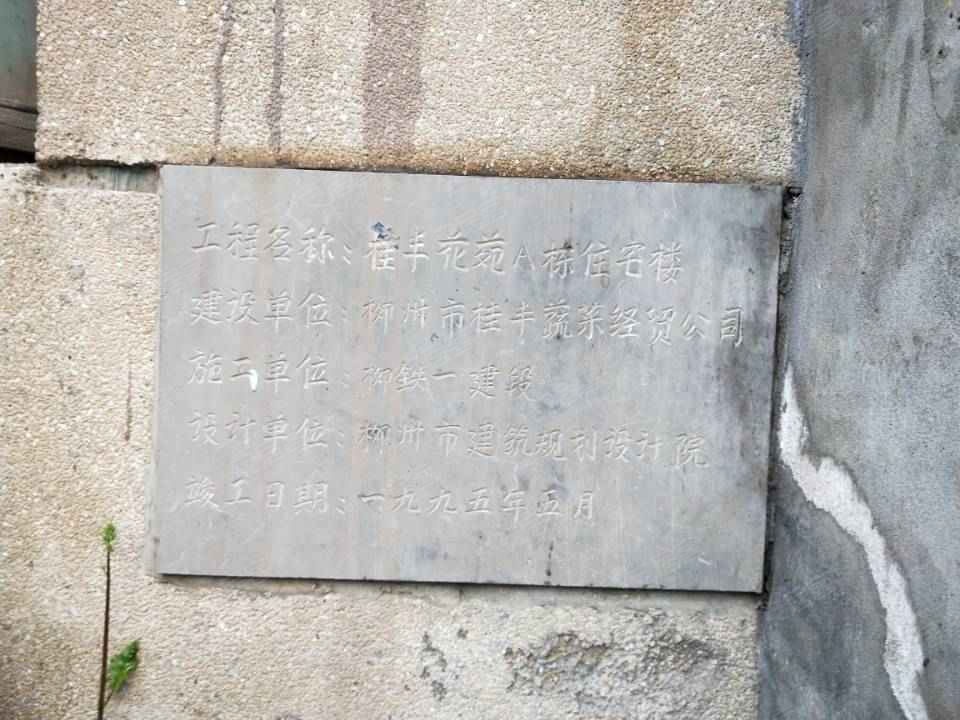 工程名称：桂丰花苑A栋住宅楼
建设单位：柳州市桂丰蔬菜经贸公司
施工单位：柳铁一建段
设计单位：柳州市建筑规划设计院
竣工日期：一九九五年五月